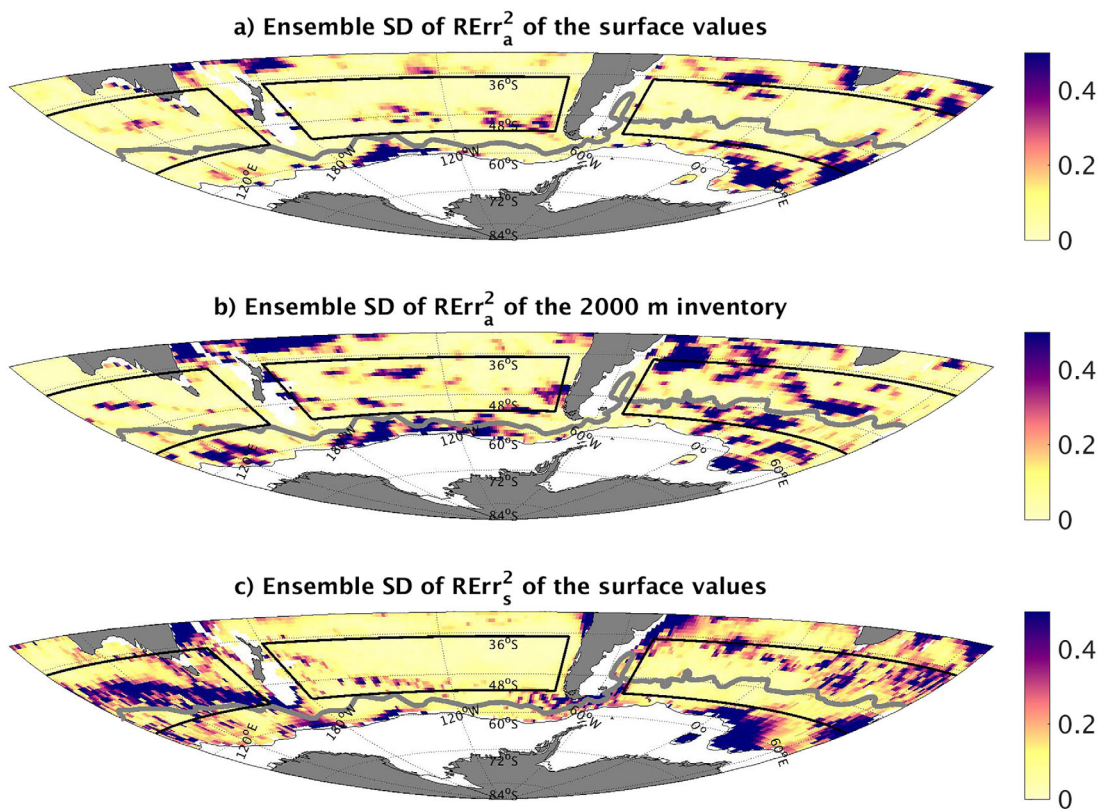 a) Ensemble SD of RErr²ₐ of the surface values
0.4
0.2
0
36°S
48°S
60°S
72°S
84°S
120°E
180°W
120°W
60°W
0°
60°E
b) Ensemble SD of RErr²ₐ of the 2000 m inventory
0.4
0.2
0
36°S
48°S
60°S
72°S
84°S
120°E
180°W
120°W
60°W
0°
60°E
c) Ensemble SD of RErr²ₛ of the surface values
0.4
0.2
0
36°S
48°S
60°S
72°S
84°S
120°E
180°W
120°W
60°W
0°
60°E